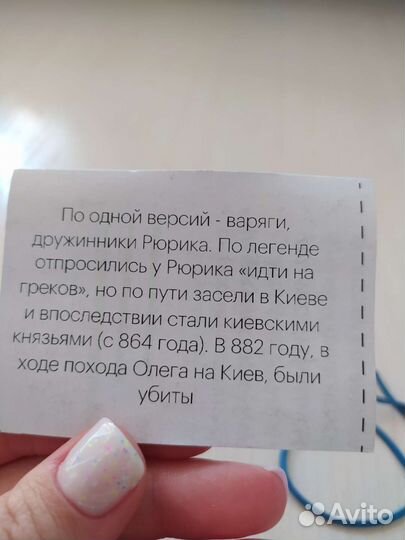 По одной версий - варяги,
дружинники Рюрика. По легенде
отпросились у Рюрика «идти на
греков», но по пути засели в Киеве
и впоследствии стали киевскими
князьями (с 864 года). В 882 году, в
ходе похода Олега на Киев, были
убиты
Avito